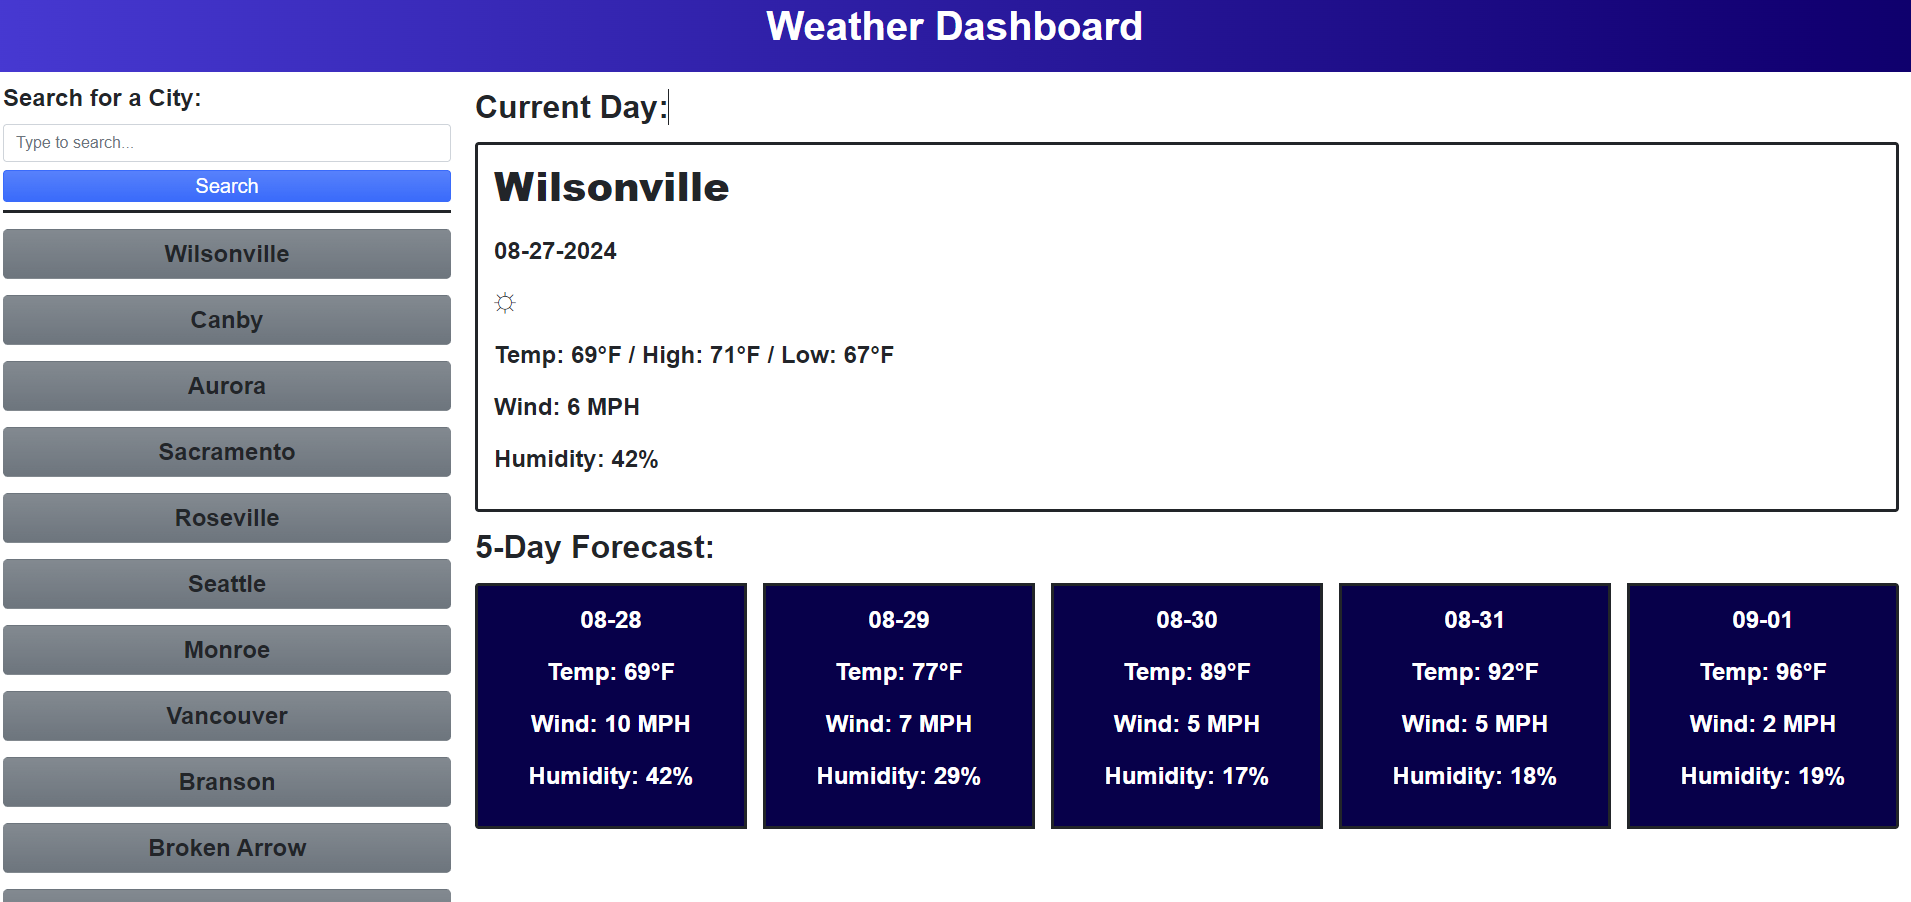 Weather Dashboard
Search for a City:
Type to search...
Search
Wilsonville
Canby
Aurora
Sacramento
Roseville
Seattle
Monroe
Vancouver
Branson
Broken Arrow
Current Day:
Wilsonville
08-27-2024
Temp: 69°F / High: 71°F / Low: 67°F
Wind: 6 MPH
Humidity: 42%
5-Day Forecast:
08-28
Temp: 69°F
Wind: 10 MPH
Humidity: 42%
08-29
Temp: 77°F
Wind: 7 MPH
Humidity: 29%
08-30
Temp: 89°F
Wind: 5 MPH
Humidity: 17%
08-31
Temp: 92°F
Wind: 5 MPH
Humidity: 18%
09-01
Temp: 96°F
Wind: 2 MPH
Humidity: 19%